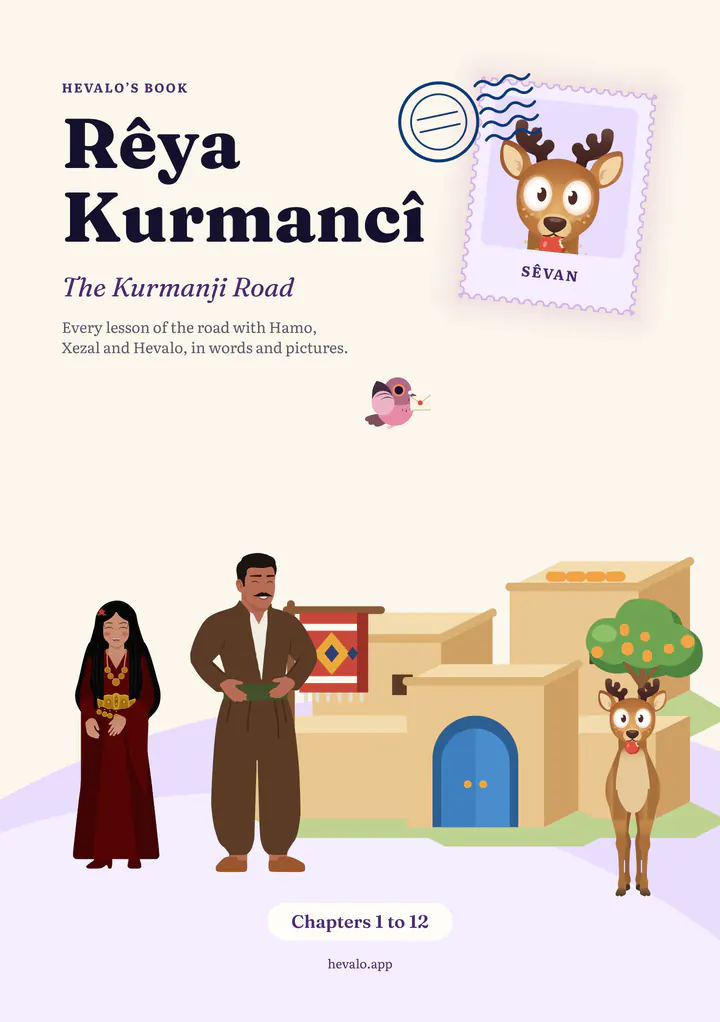 HEVALO’S BOOK
Rêya
Kurmancî
The Kurmanji Road
Every lesson of the road with Hamo,
Xezal and Hevalo, in words and pictures.
SÊVAN
Chapters 1 to 12
hevalo.app